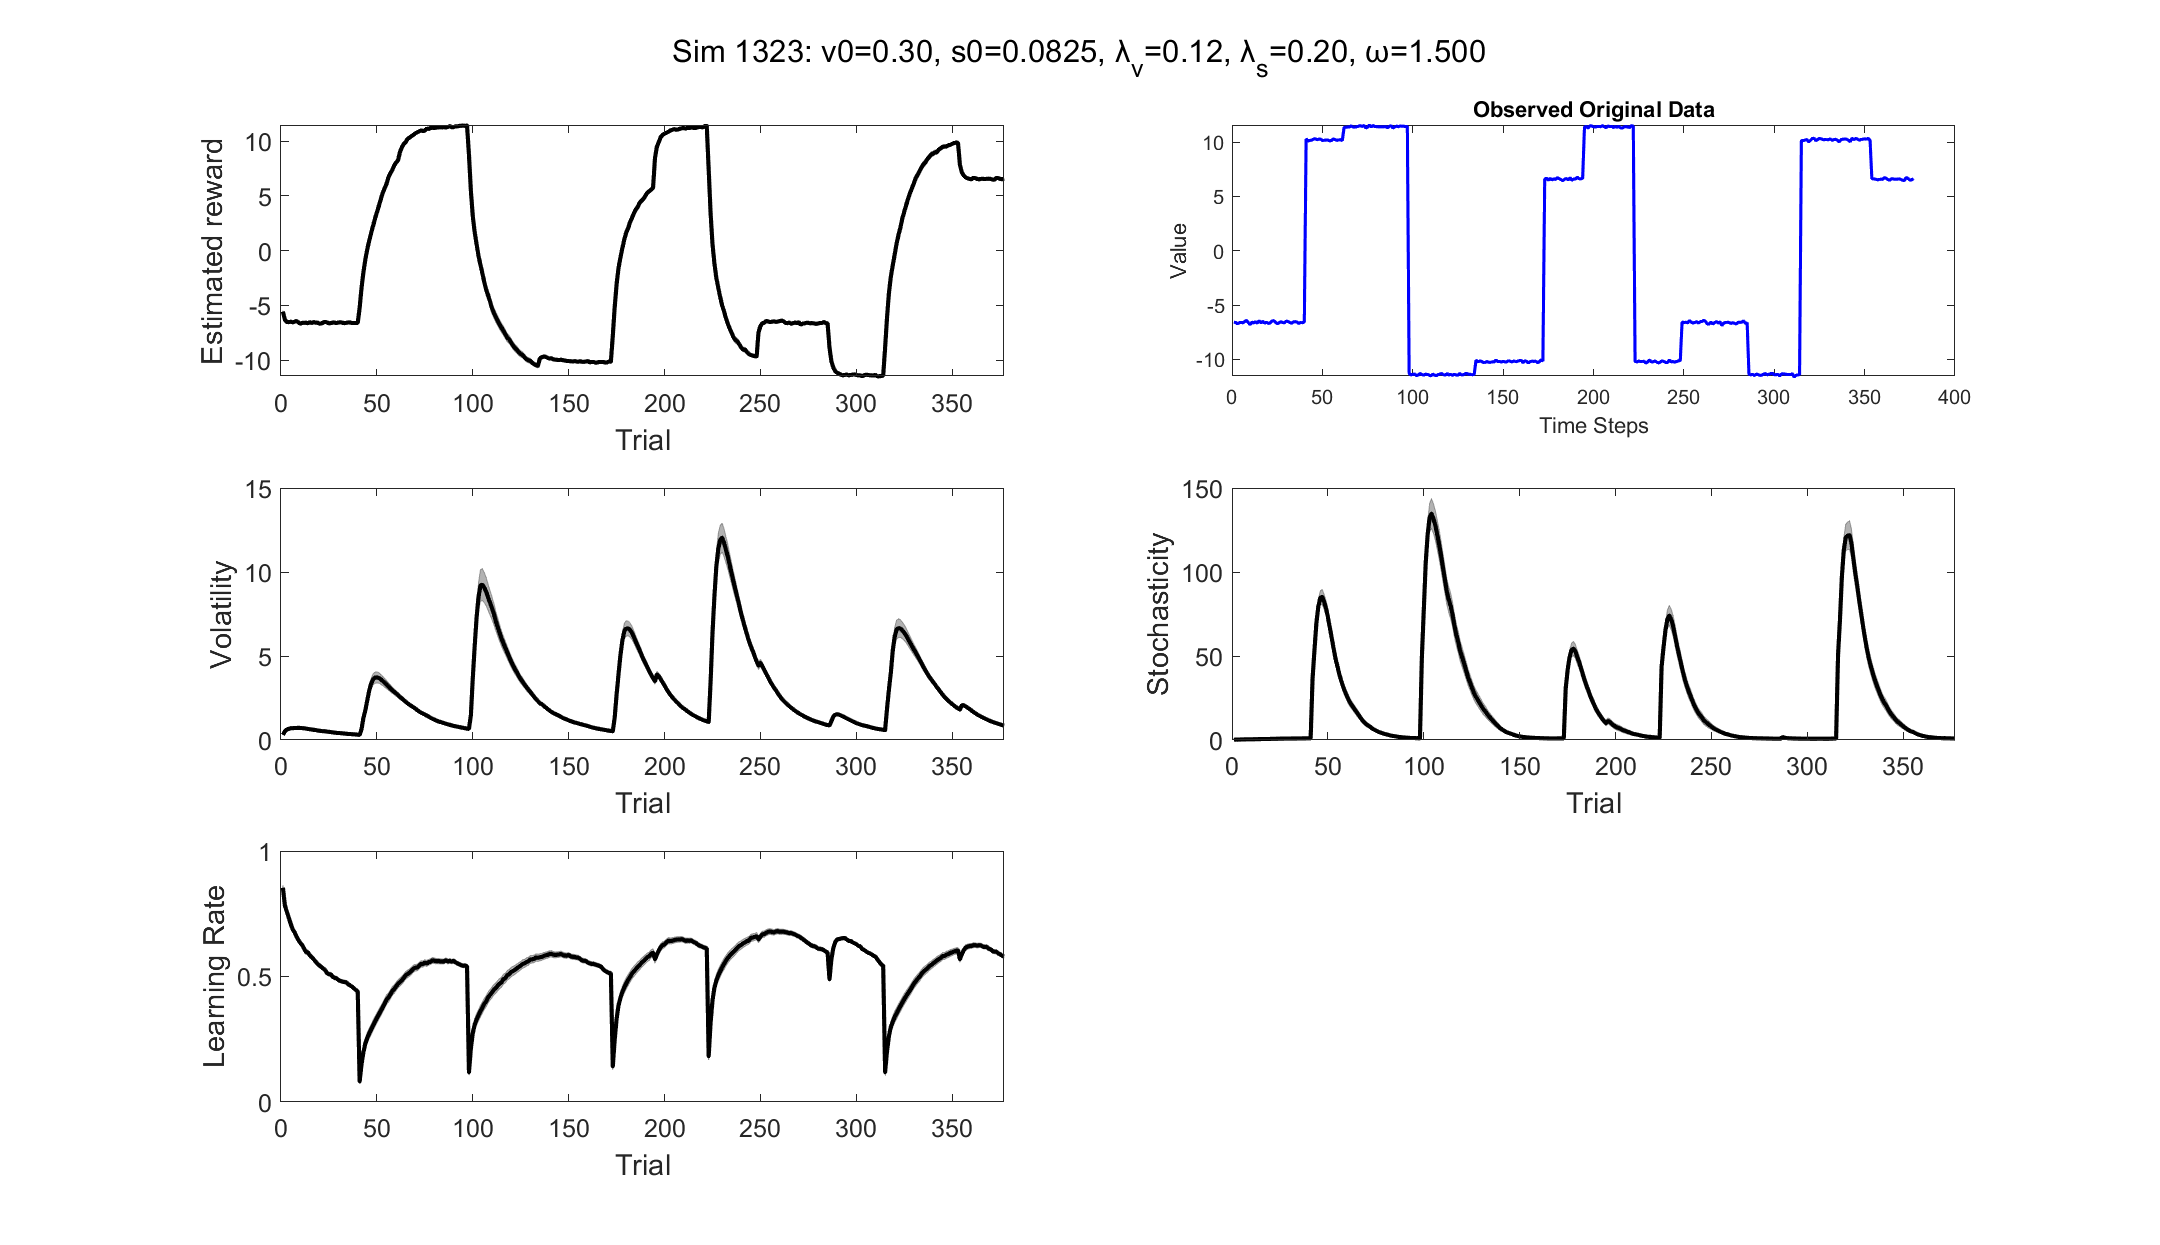 Sim 1323: v0=0.30, s0=0.0825, λv=0.12, λs=0.20, ω=1.500
Estimated reward
10
5
0
-5
-10
0 50 100 150 200 250 300 350
Trial
Observed Original Data
Value
10
5
0
-5
-10
0 50 100 150 200 250 300 350 400
Time Steps
Volatility
15
10
5
0
0 50 100 150 200 250 300 350
Trial
Stochasticity
150
100
50
0
0 50 100 150 200 250 300 350
Trial
Learning Rate
1
0.5
0
0 50 100 150 200 250 300 350
Trial